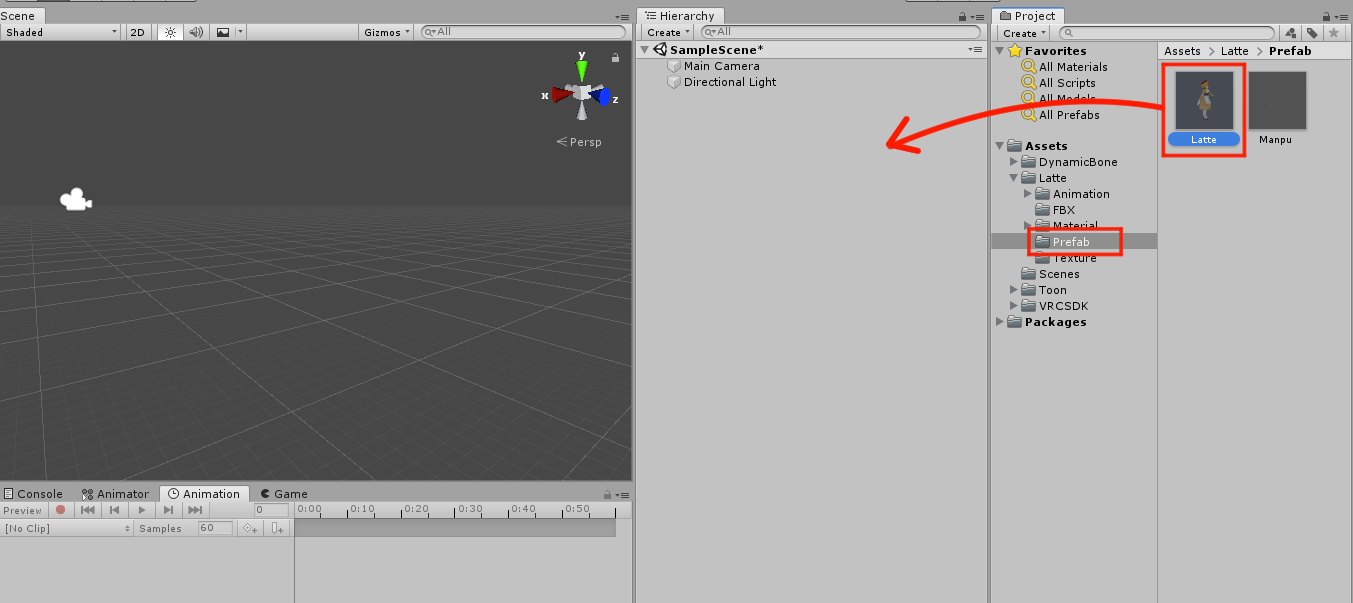 Scene
Shaded
2D
Gizmos
All
y
x
z
Persp
Console
Animator
Animation
Game
Preview
0
0:00
0:10
0:20
0:30
0:40
0:50
[No Clip]
Samples
60
Hierarchy
Create
All
SampleScene*
Main Camera
Directional Light
Project
Create
Favorites
All Materials
All Scripts
All Models
All Prefabs
Assets
DynamicBone
Latte
Animation
FBX
Material
Prefab
Texture
Scenes
Toon
VRCSDK
Packages
Assets > Latte > Prefab
Latte
Manpu